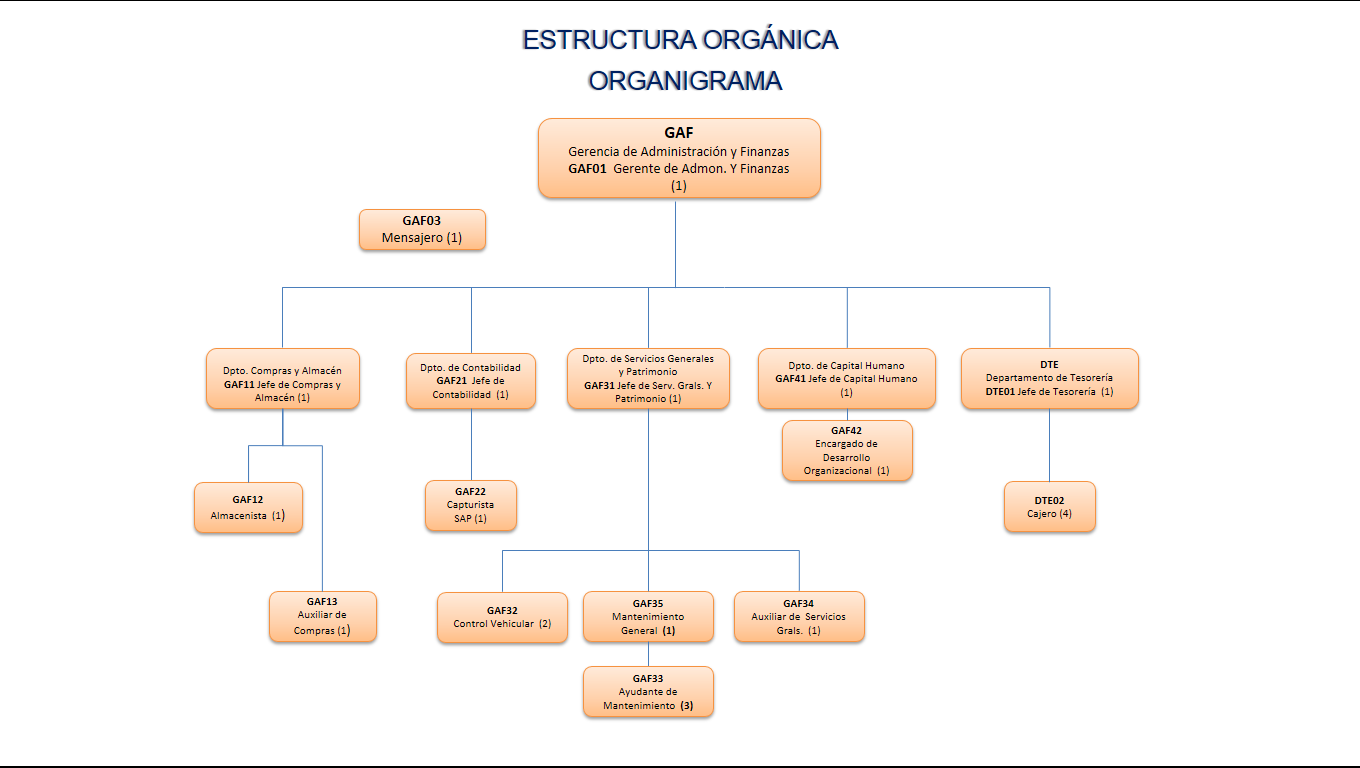 ESTRUCTURA ORGÁNICA
ORGANIGRAMA
GAF
Gerencia de Administración y Finanzas
GAF01 Gerente de Admon. Y Finanzas
(1)
GAF03
Mensajero (1)
Dpto. Compras y Almacén
GAF11 Jefe de Compras y
Almacén (1)
Dpto. de Contabilidad
GAF21 Jefe de
Contabilidad (1)
Dpto. de Servicios Generales
y Patrimonio
GAF31 Jefe de Serv. Grals. Y
Patrimonio (1)
Dpto. de Capital Humano
GAF41 Jefe de Capital Humano
(1)
DTE
Departamento de Tesorería
DTE01 Jefe de Tesorería (1)
GAF42
Encargado de
Desarrollo
Organizacional (1)
GAF12
Almacenista (1)
GAF22
Capturista
SAP (1)
DTE02
Cajero (4)
GAF13
Auxiliar de
Compras (1)
GAF32
Control Vehicular (2)
GAF35
Mantenimiento
General (1)
GAF34
Auxiliar de Servicios
Grals. (1)
GAF33
Ayudante de
Mantenimiento (3)